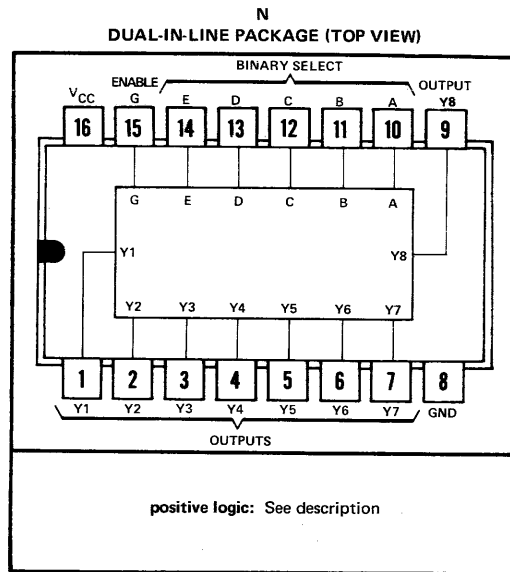 N
DUAL-IN-LINE PACKAGE (TOP VIEW)
BINARY SELECT
ENABLE OUTPUT
VCC G E D C B A Y8
16 15 14 13 12 11 10 9
G E D C B A
Y1 Y8
Y2 Y3 Y4 Y5 Y6 Y7
1 2 3 4 5 6 7 8
Y1 Y2 Y3 Y4 Y5 Y6 Y7 GND
OUTPUTS
positive logic: See description